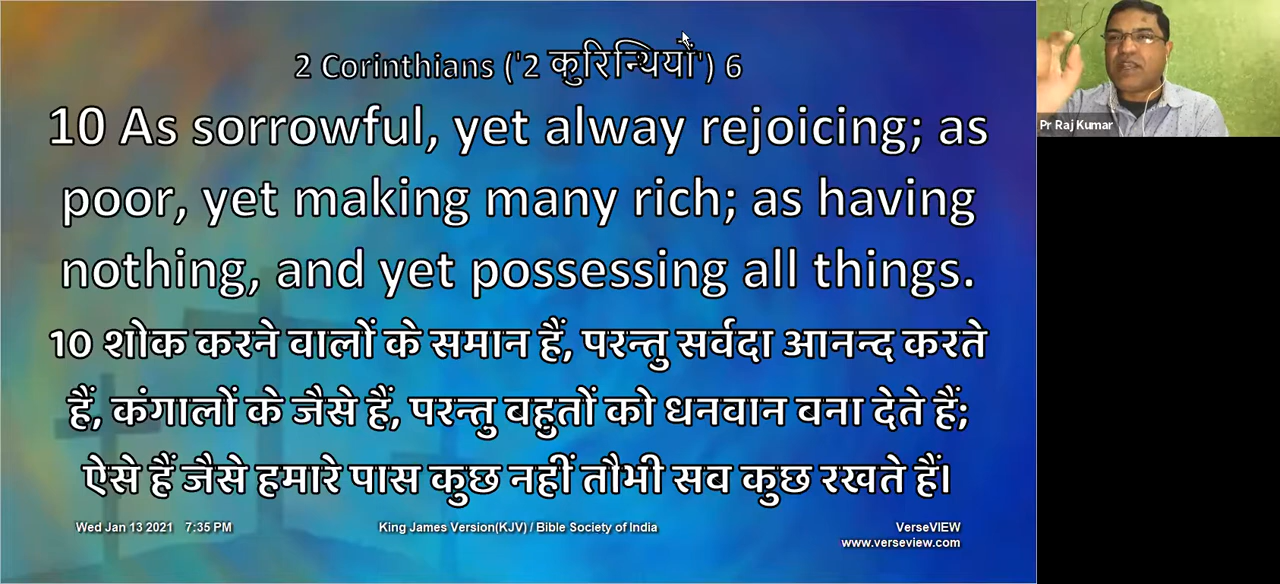 2 Corinthians ('2 कुरिन्थियों') 6
10 As sorrowful, yet alway rejoicing; as
poor, yet making many rich; as having
nothing, and yet possessing all things.
10 शोक करने वालों के समान हैं, परन्तु सर्वदा आनन्द करते
हैं, कंगालों के जैसे हैं, परन्तु वहुतों को धनवान वना देते हैं;
ऐसे हैं जैसे हमारे पास कुछ नहीं तौभी सव कुछ रखते हैं।
Wed Jan 13 2021 7:35 PM King James Version(KJV) / Bible Society of India VerseVIEW
www.verseview.com
Pr Raj Kumar